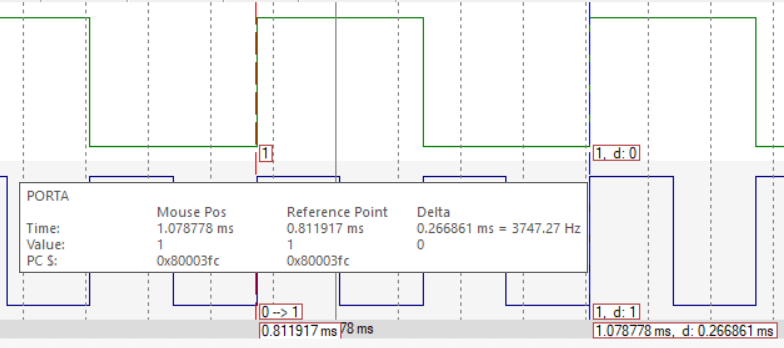 1
1, d: 0
PORTA
Mouse Pos Reference Point Delta
Time: 1.078778 ms 0.811917 ms 0.266861 ms = 3747.27 Hz
Value: 1 1 0
PC $: 0x80003fc 0x80003fc
0 --> 1
1, d: 1
0.811917 ms 78 ms
1.078778 ms, d: 0.266861 ms